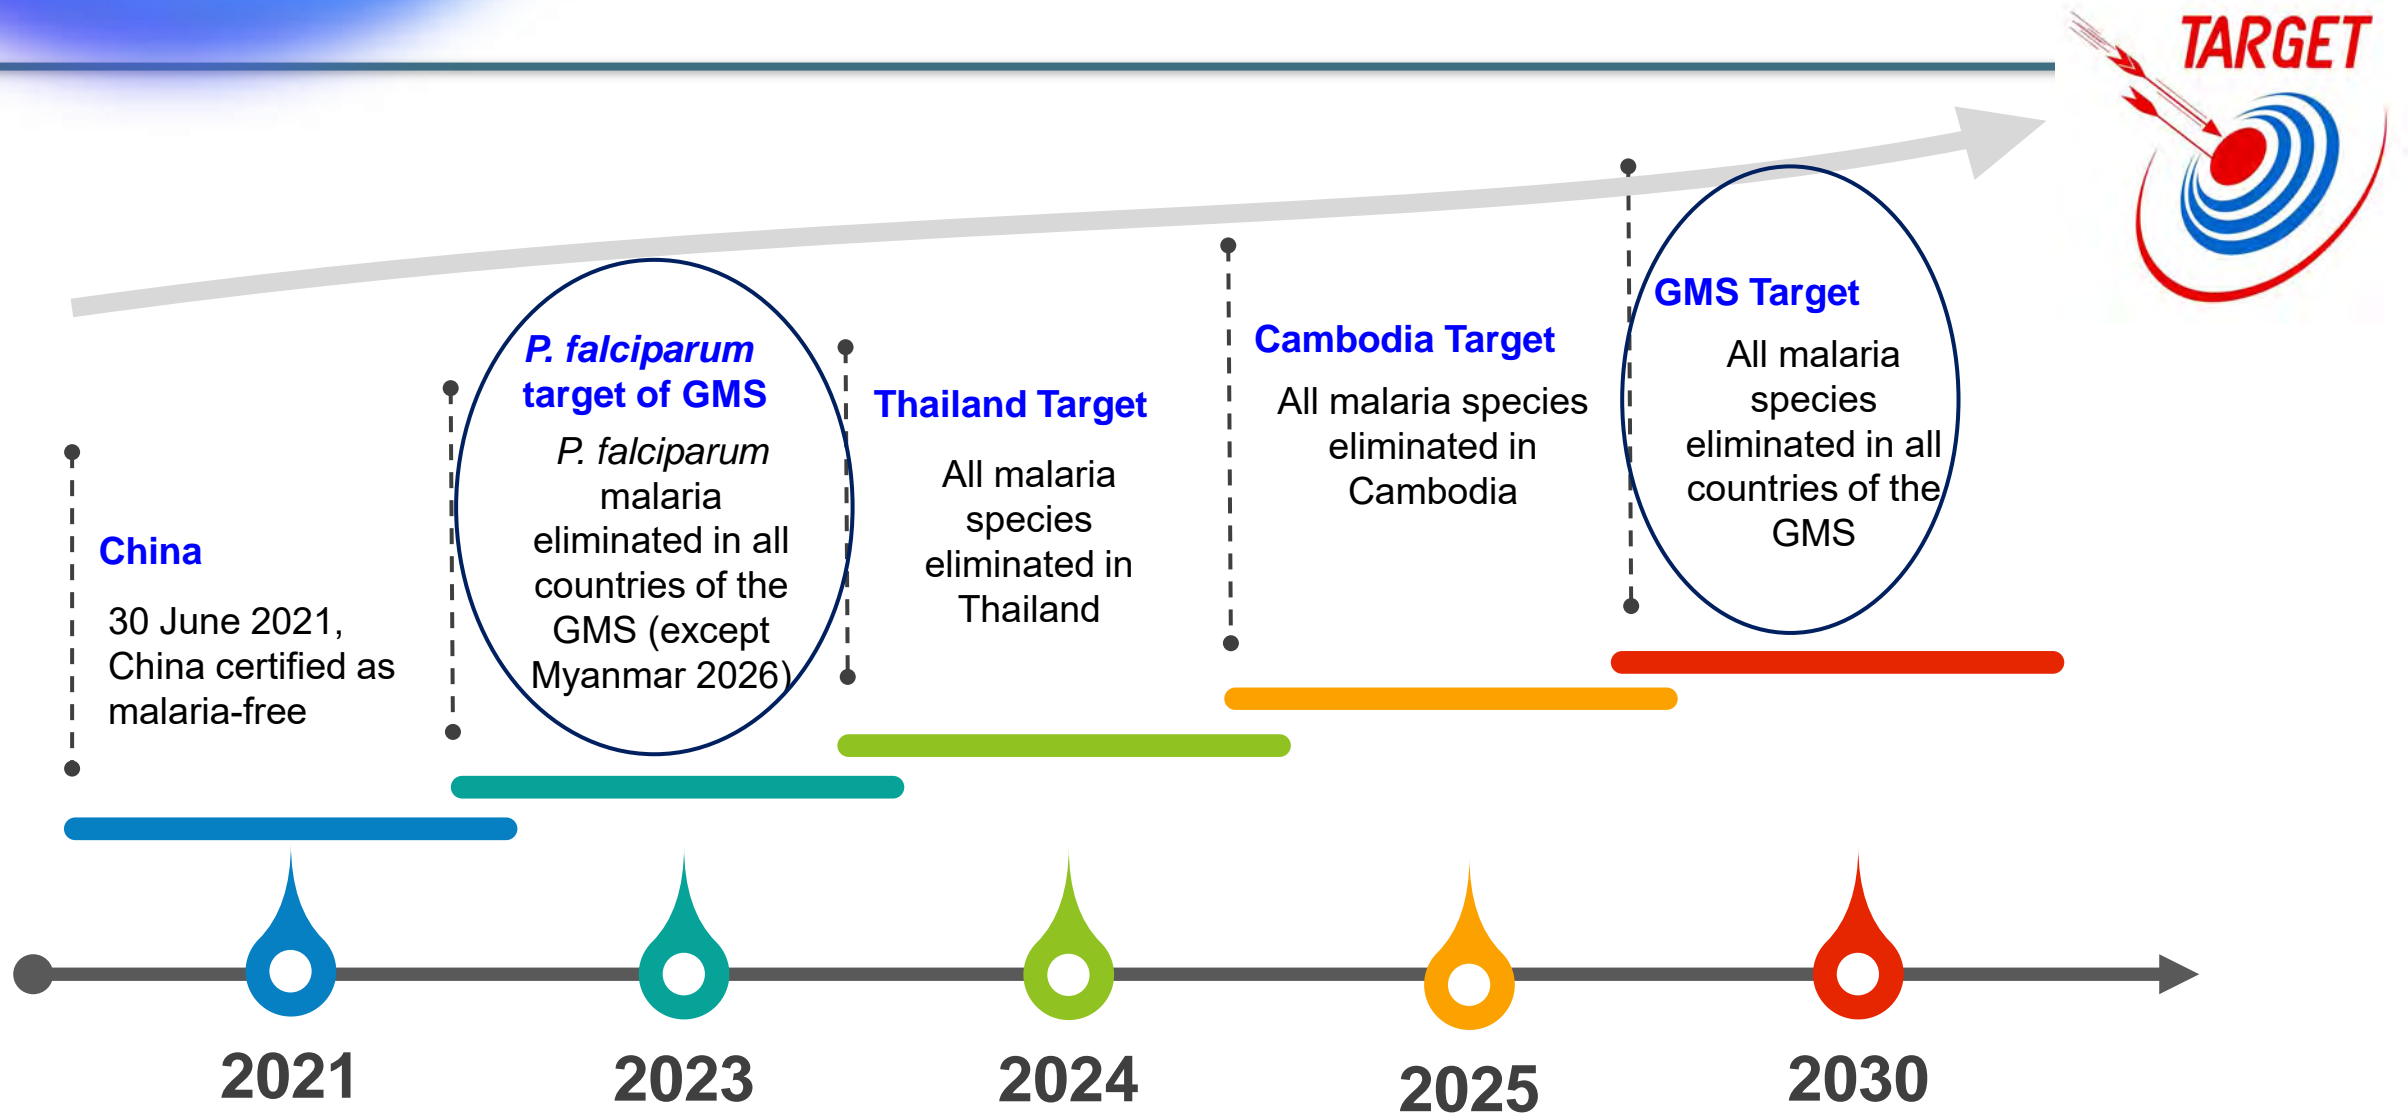 TARGET
China
30 June 2021,
China certified as
malaria-free
P. falciparum
target of GMS
P. falciparum
malaria
eliminated in all
countries of the
GMS (except
Myanmar 2026)
Thailand Target
All malaria
species
eliminated in
Thailand
Cambodia Target
All malaria species
eliminated in
Cambodia
GMS Target
All malaria
species
eliminated in all
countries of the
GMS
2021
2023
2024
2025
2030